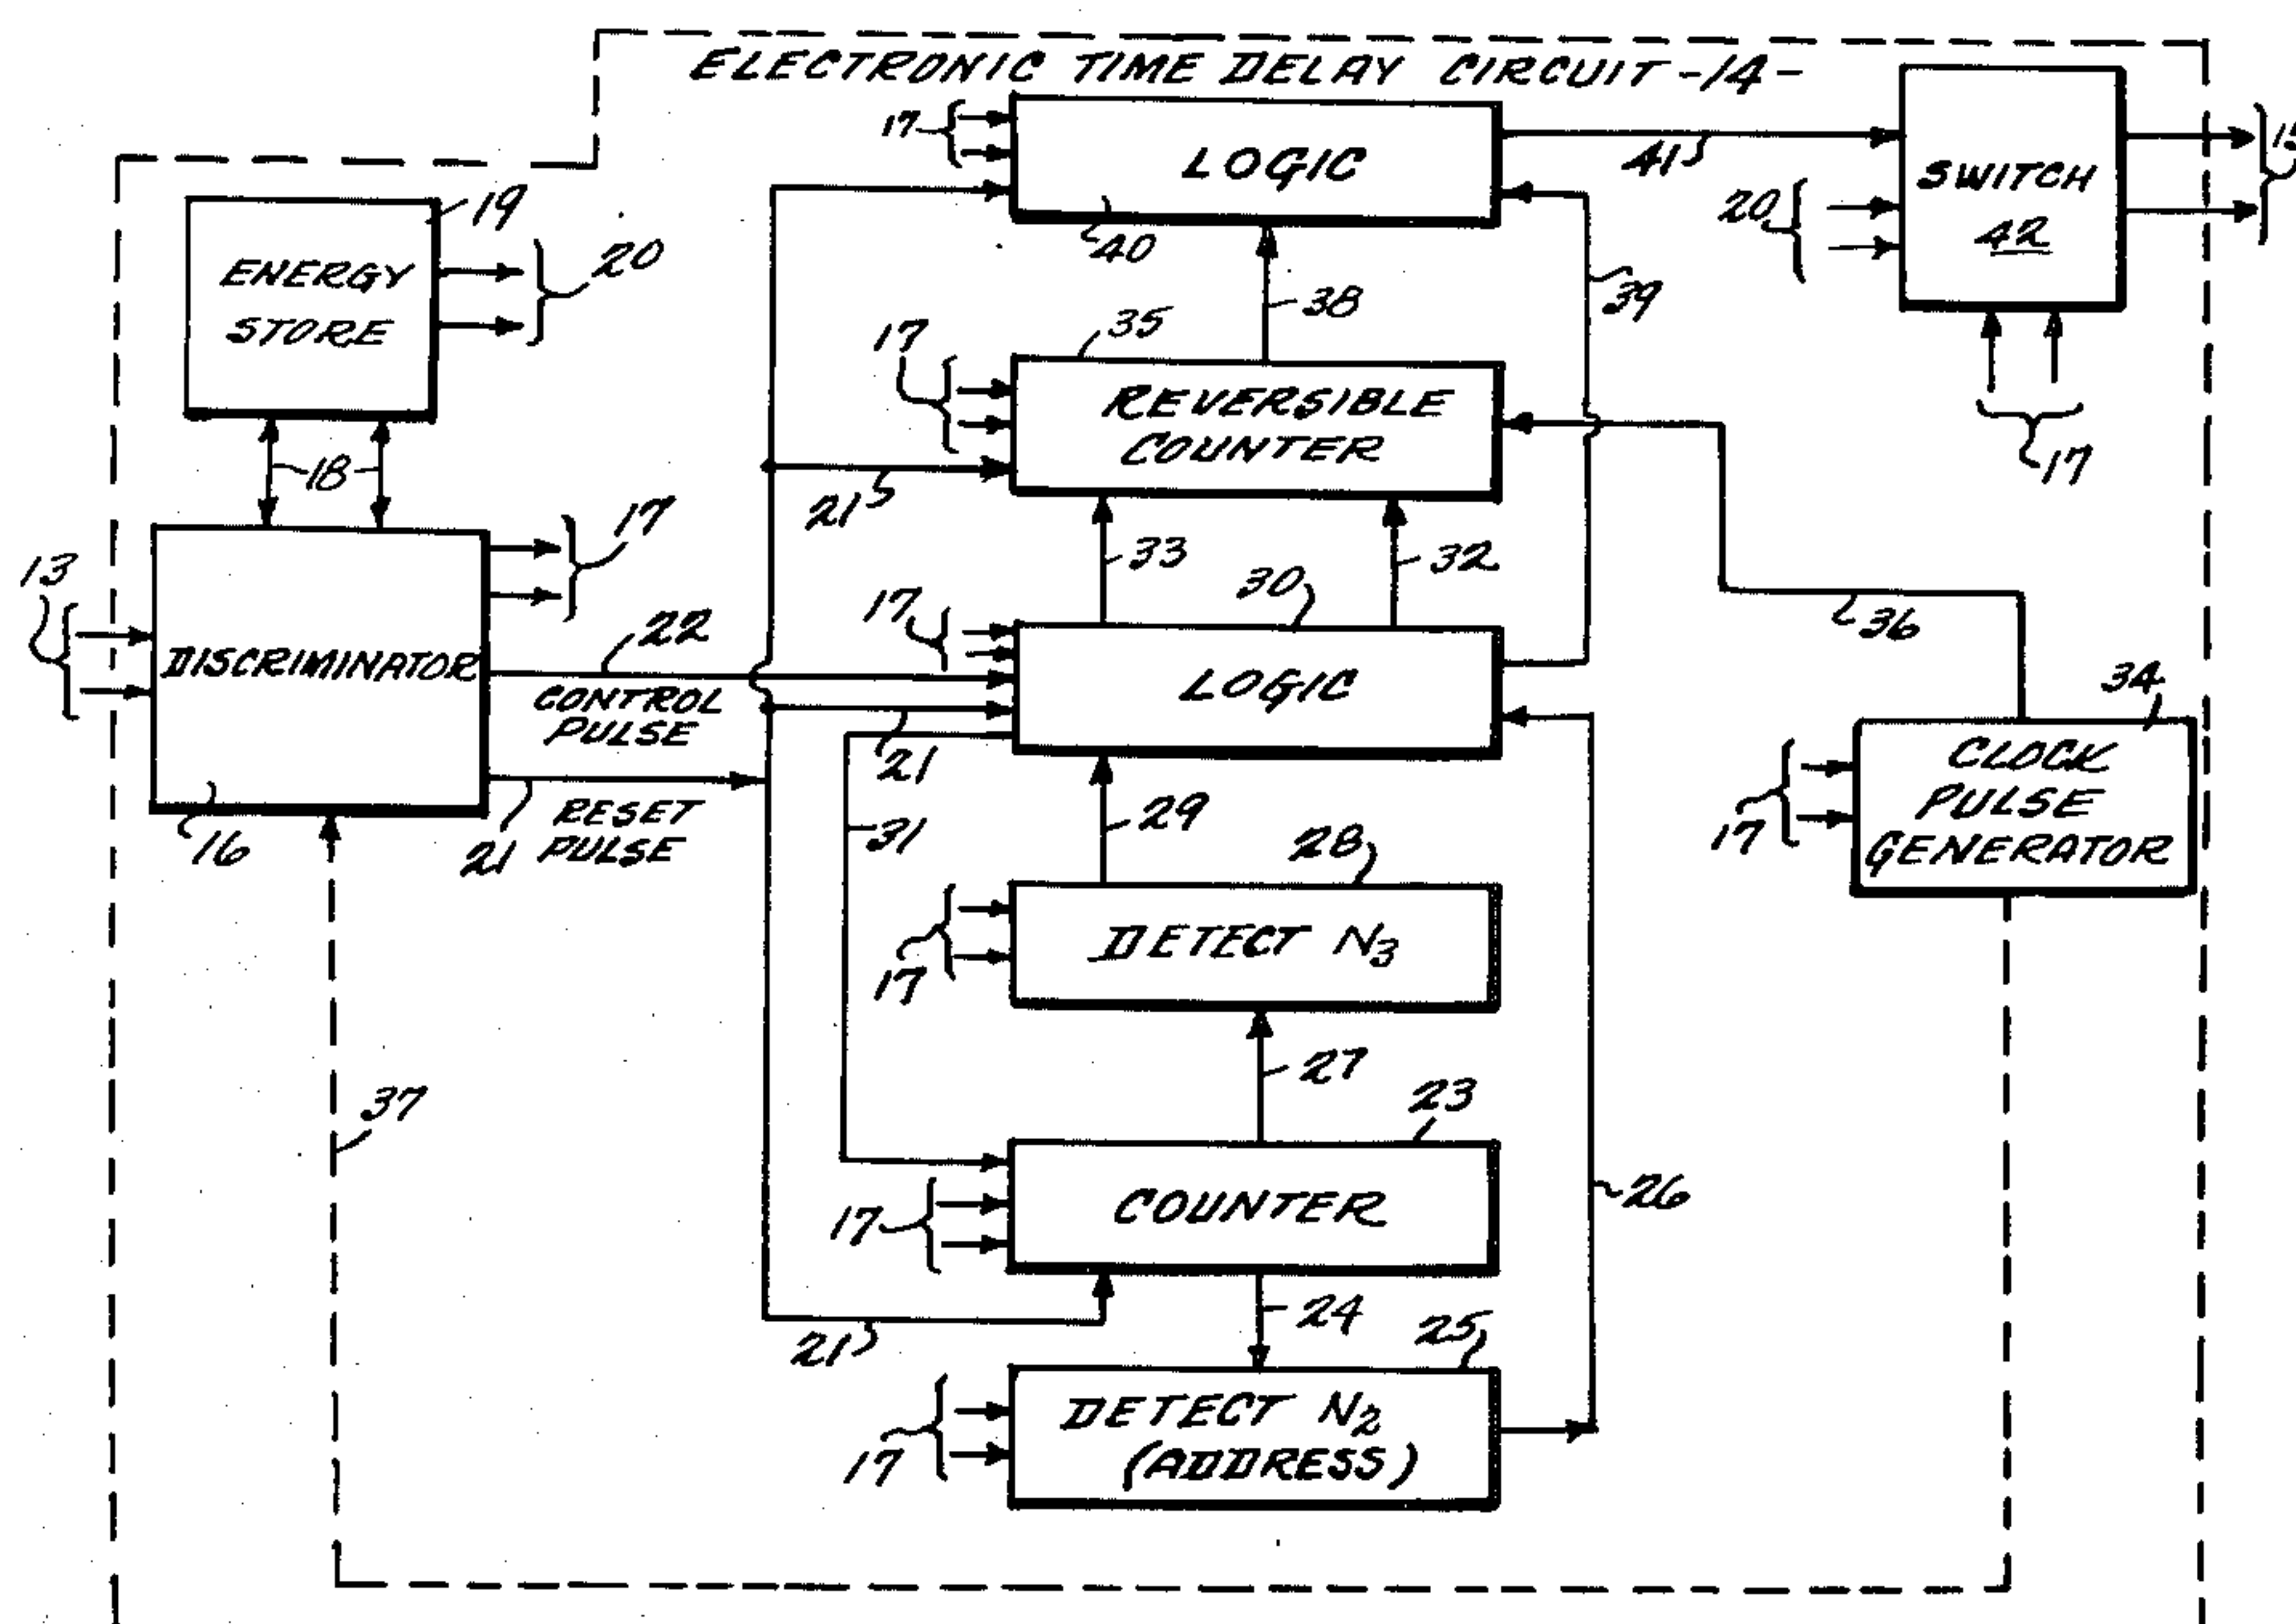 ELECTRONIC TIME DELAY CIRCUIT -14-
17
LOGIC
40
41
SWITCH
42
20
15
17
ENERGY
STORE
19
20
18
38
39
35
17
REVERSIBLE
COUNTER
21
36
13
DISCRIMINATOR
16
17
22
CONTROL
PULSE
21
RESET
PULSE
33
32
30
17
LOGIC
21
31
29
34
CLOCK
PULSE
GENERATOR
17
28
17
DETECT N3
27
37
23
COUNTER
17
26
24
21
25
DETECT N2
(ADDRESS)
17